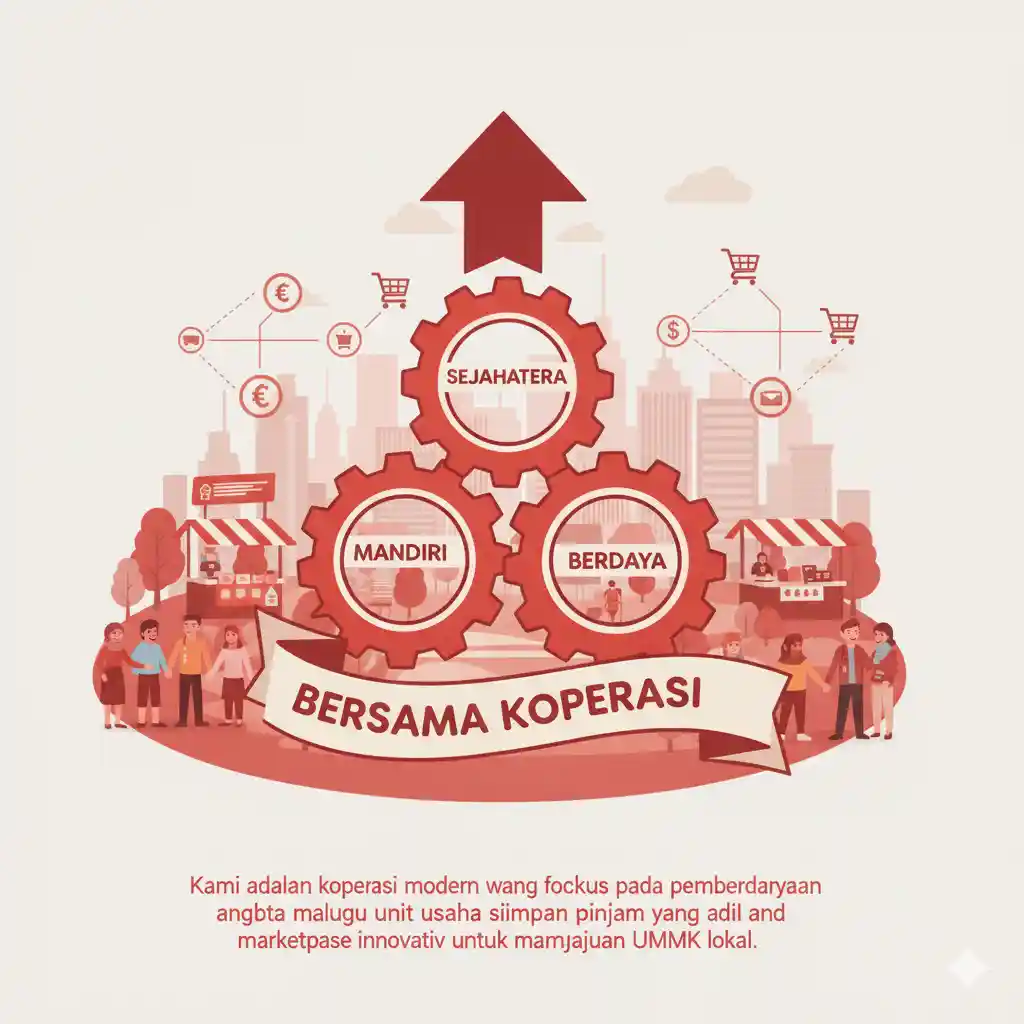 SEJAHATERA
MANDIRI
BERDAYA
BERSAMA KOPERASI
Kami adalan koperasi modern wang fockus pada pemberdaryaan
angbta malugu unit usaha siimpan pinjam yang adil and
marketpase innovativ untuk mamjajuan UMMK lokal.